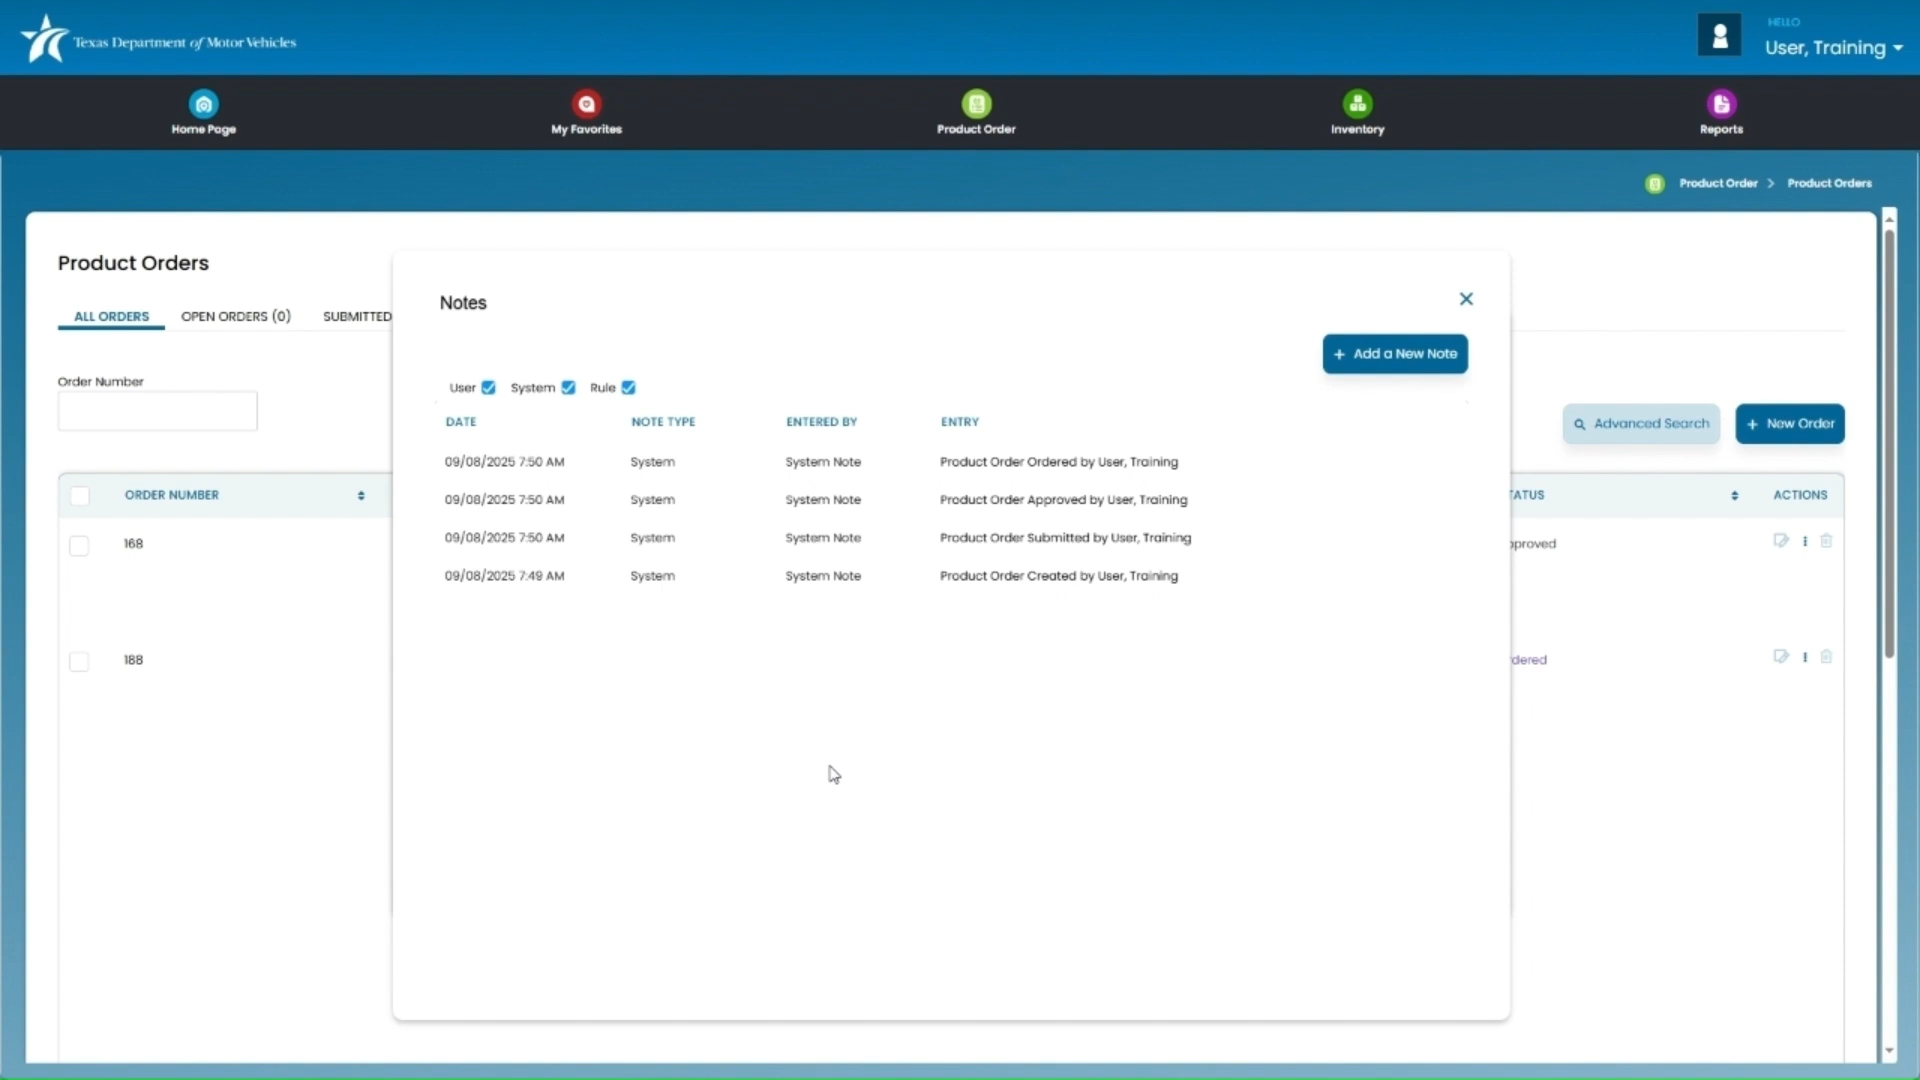 Texas Department of Motor Vehicles
HELLO
User, Training
Home Page
My Favorites
Product Order
Inventory
Reports
Product Order > Product Orders
Product Orders
ALL ORDERS
OPEN ORDERS (0)
SUBMITTED
Order Number
Advanced Search
+ New Order
ORDER NUMBER
TATUS
ACTIONS
168
pproved
188
dered
Notes
+ Add a New Note
User System Rule
DATE NOTE TYPE ENTERED BY ENTRY
09/08/2025 7:50 AM System System Note Product Order Ordered by User, Training
09/08/2025 7:50 AM System System Note Product Order Approved by User, Training
09/08/2025 7:50 AM System System Note Product Order Submitted by User, Training
09/08/2025 7:49 AM System System Note Product Order Created by User, Training